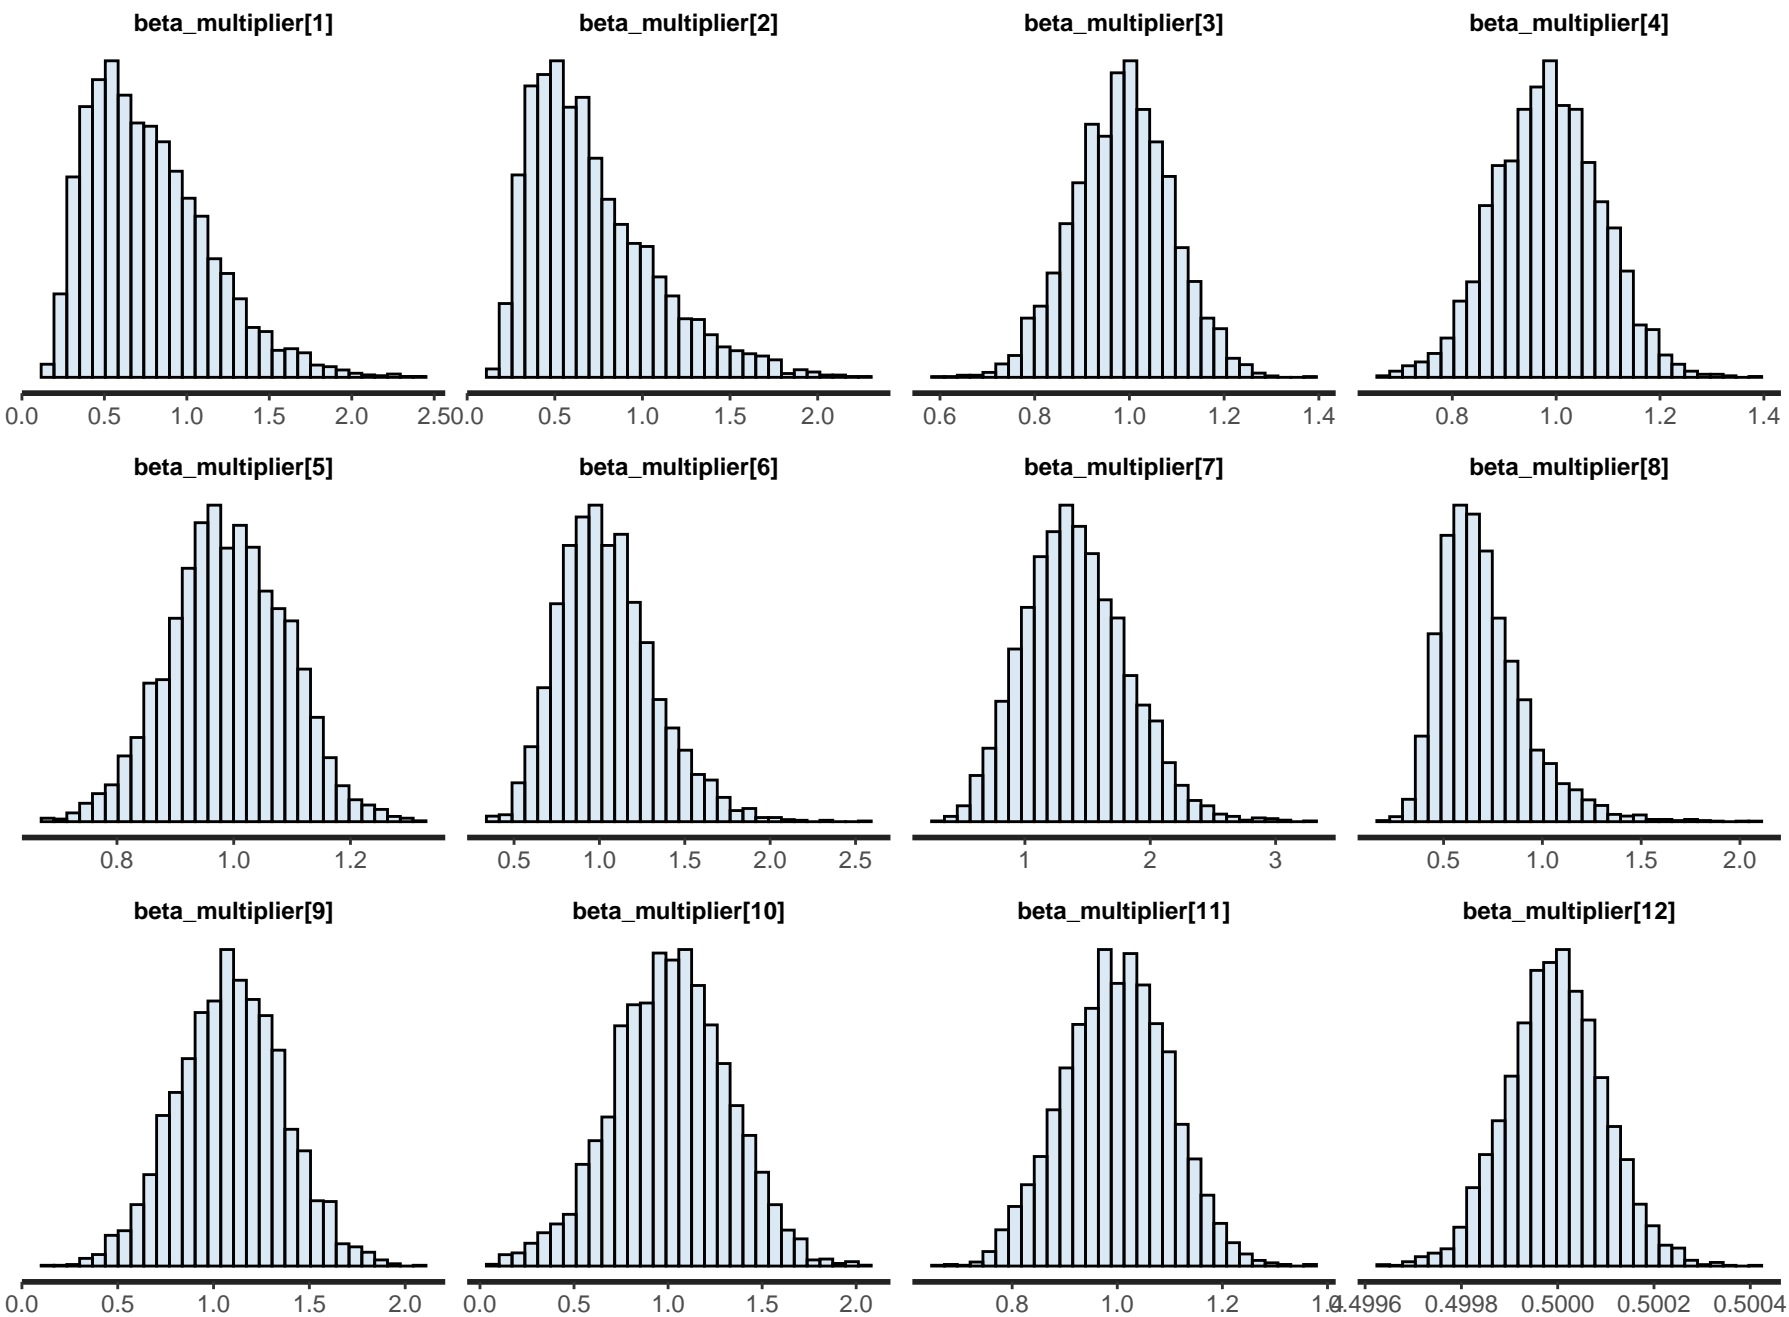 beta_multiplier[1] beta_multiplier[2] beta_multiplier[3] beta_multiplier[4]
0.0 0.5 1.0 1.5 2.0 2.5 0.0 0.5 1.0 1.5 2.0 0.6 0.8 1.0 1.2 1.4 0.8 1.0 1.2 1.4
beta_multiplier[5] beta_multiplier[6] beta_multiplier[7] beta_multiplier[8]
0.8 1.0 1.2 0.5 1.0 1.5 2.0 2.5 1 2 3 0.5 1.0 1.5 2.0
beta_multiplier[9] beta_multiplier[10] beta_multiplier[11] beta_multiplier[12]
0.0 0.5 1.0 1.5 2.0 0.0 0.5 1.0 1.5 2.0 0.8 1.0 1.2 1.4 0.4996 0.4998 0.5000 0.5002 0.5004